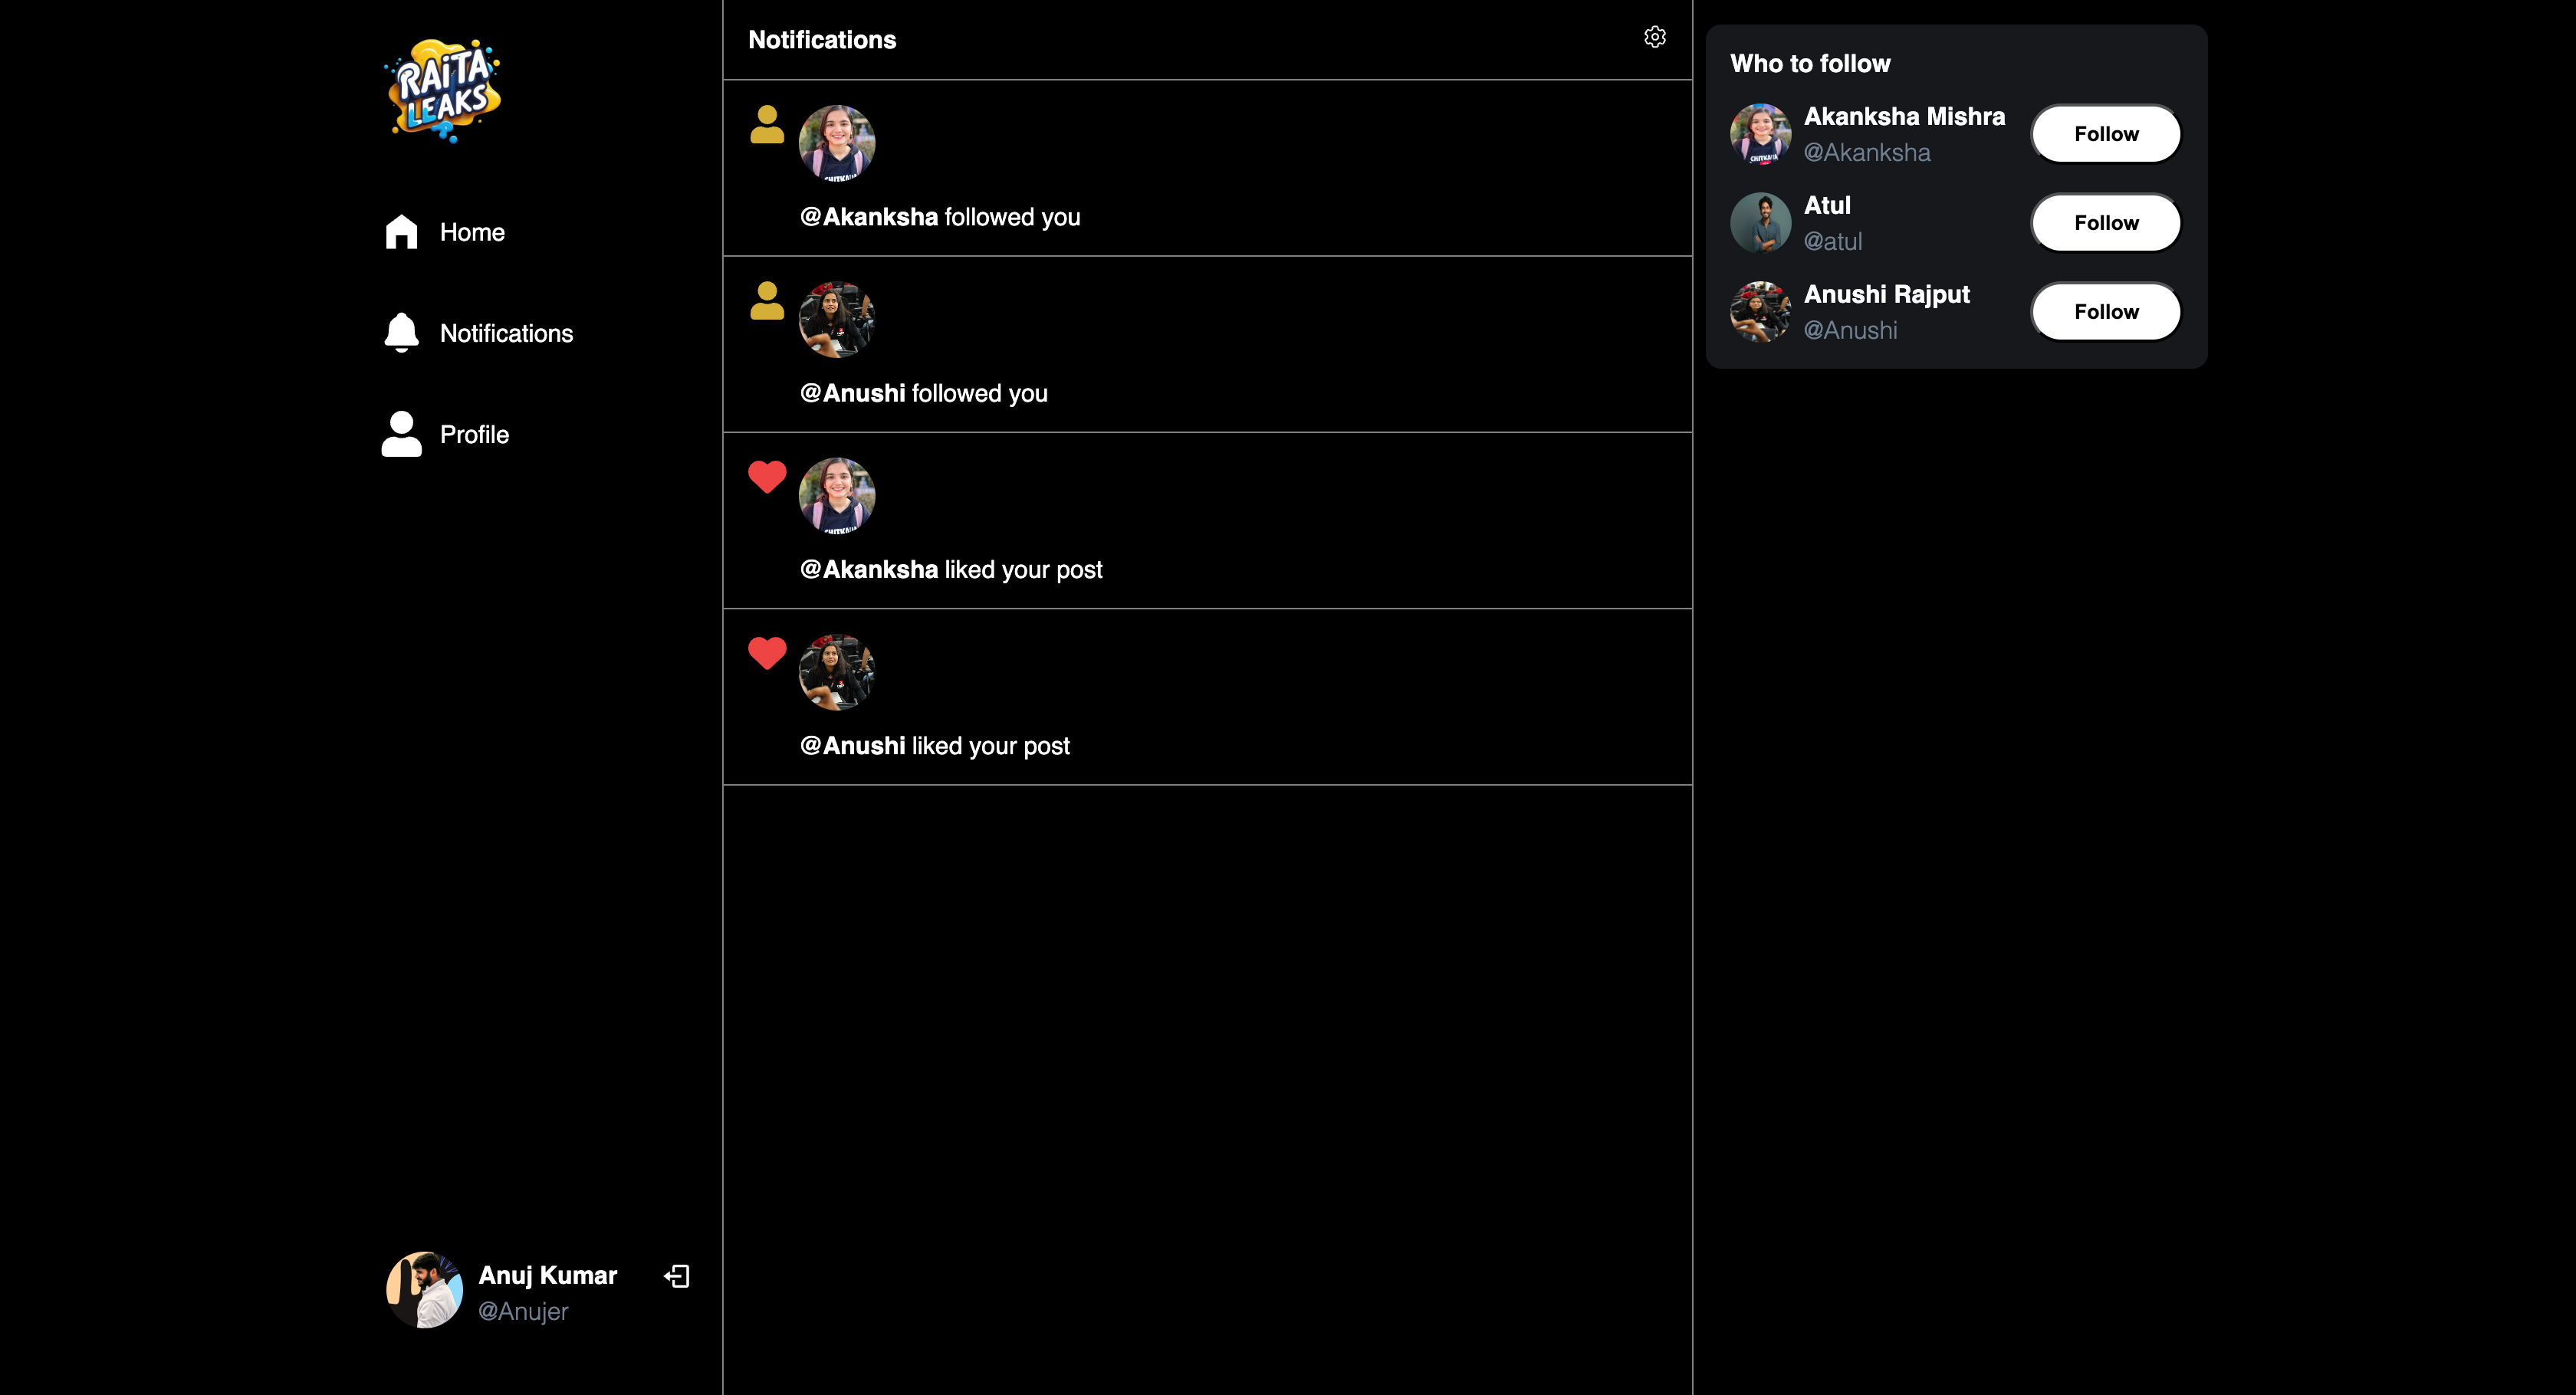 RAiTA
LEAKS
Home
Notifications
Profile
Anuj Kumar
@Anujer
Notifications
@Akanksha followed you
@Anushi followed you
@Akanksha liked your post
@Anushi liked your post
Who to follow
Akanksha Mishra
@Akanksha
Follow
Atul
@atul
Follow
Anushi Rajput
@Anushi
Follow